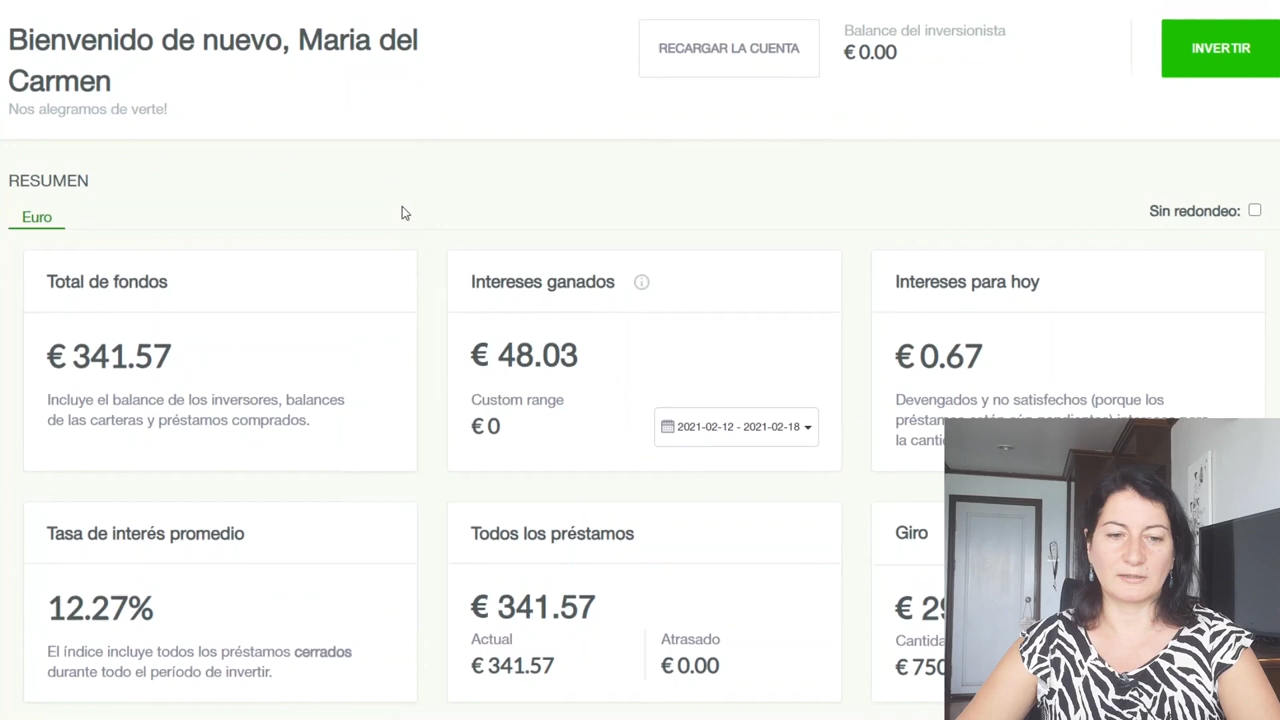 Bienvenido de nuevo, Maria del
Carmen
Nos alegramos de verte!
RECARGAR LA CUENTA
Balance del inversionista
€ 0.00
INVERTIR
RESUMEN
Euro
Sin redondeo:
Total de fondos
€ 341.57
Incluye el balance de los inversores, balances
de las carteras y préstamos comprados.
Intereses ganados
€ 48.03
Custom range
€ 0
2021-02-12 - 2021-02-18
Intereses para hoy
€ 0.67
Devengados y no satisfechos (porque los
Tasa de interés promedio
12.27%
El índice incluye todos los préstamos cerrados
durante todo el período de invertir.
Todos los préstamos
€ 341.57
Actual
€ 341.57
Atrasado
€ 0.00
Giro